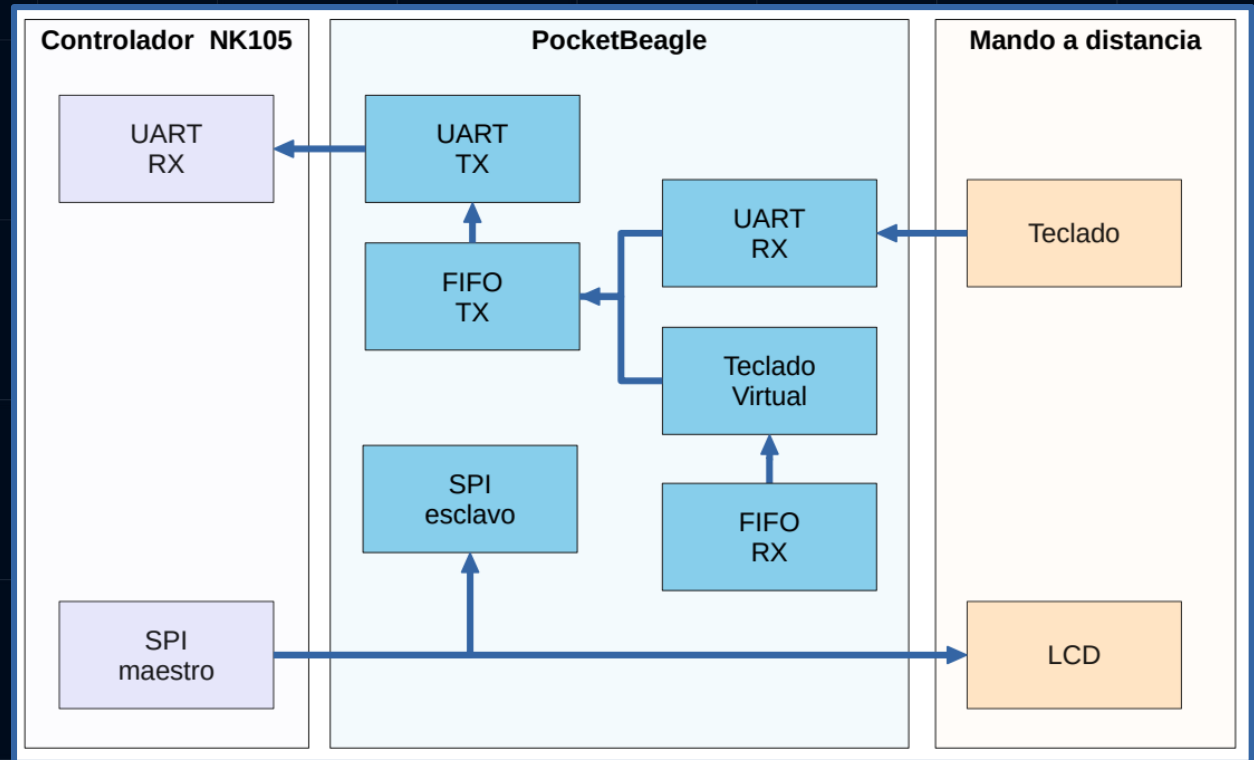 Controlador NK105
UART
RX
SPI
maestro
PocketBeagle
UART
TX
FIFO
TX
UART
RX
Teclado
Virtual
SPI
esclavo
FIFO
RX
Mando a distancia
Teclado
LCD